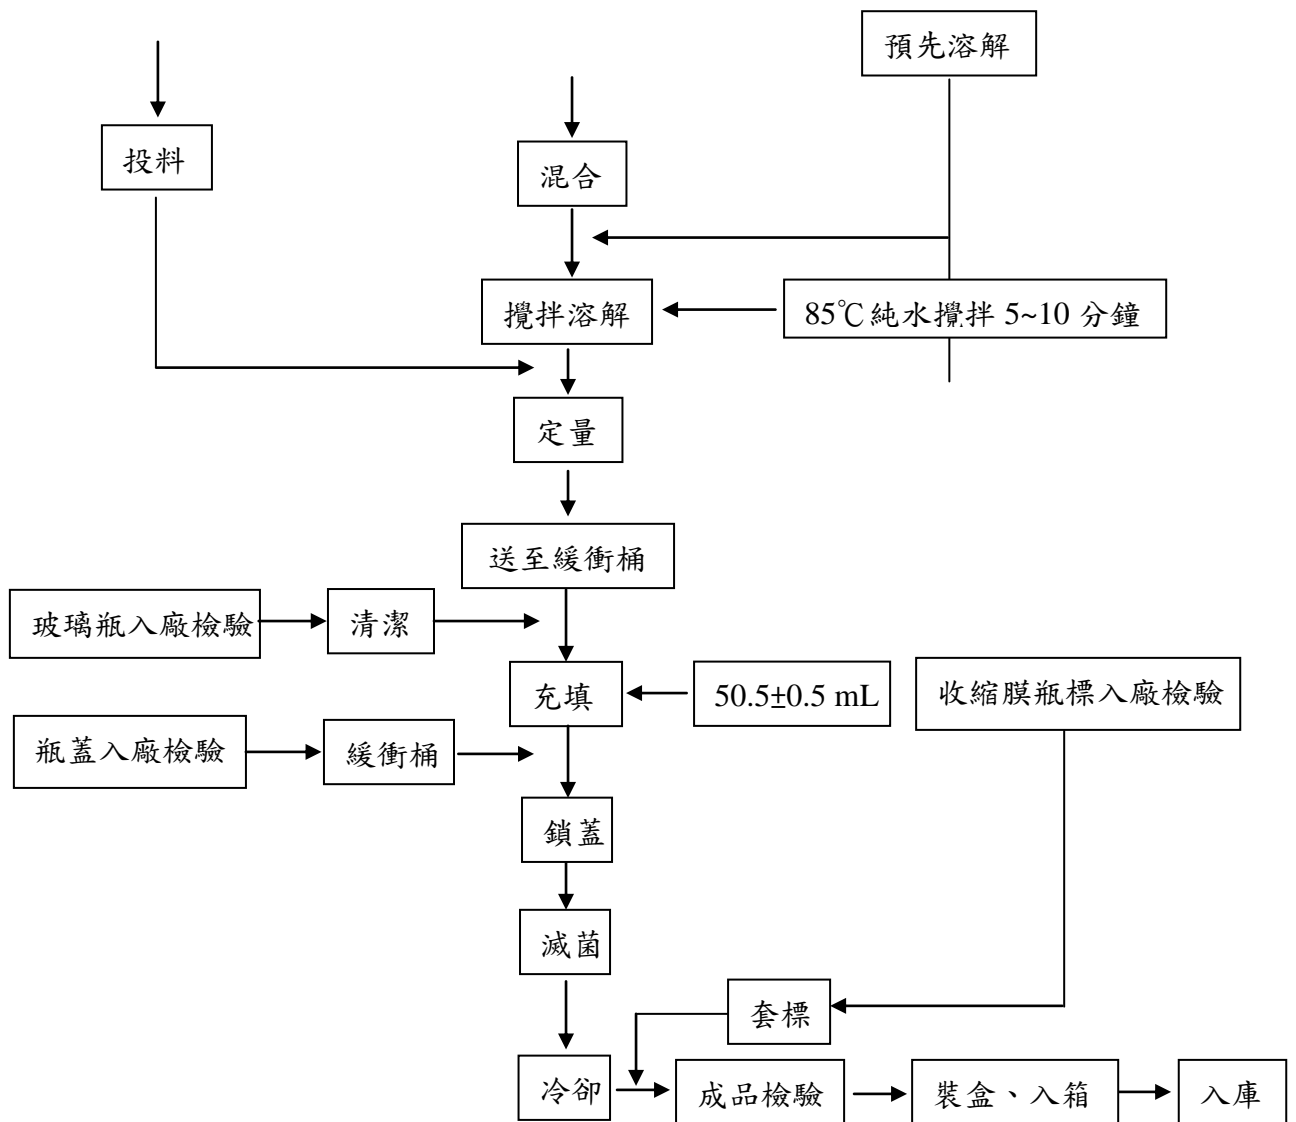 預先溶解
投料
混合
攪拌溶解
85℃純水攪拌 5~10 分鐘
定量
送至緩衝桶
玻璃瓶入廠檢驗
清潔
充填
50.5±0.5 mL
收縮膜瓶標入廠檢驗
瓶蓋入廠檢驗
緩衝桶
鎖蓋
滅菌
套標
冷卻
成品檢驗
裝盒、入箱
入庫